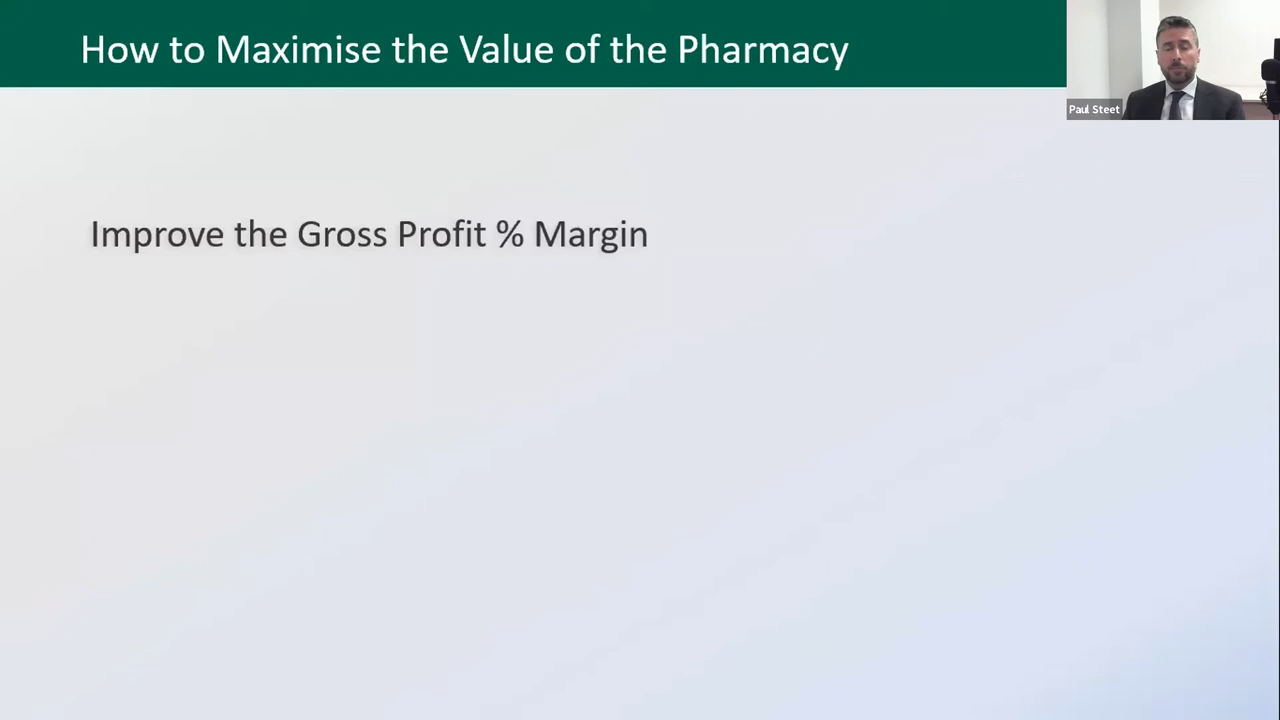 How to Maximise the Value of the Pharmacy
Paul Steet
Improve the Gross Profit % Margin